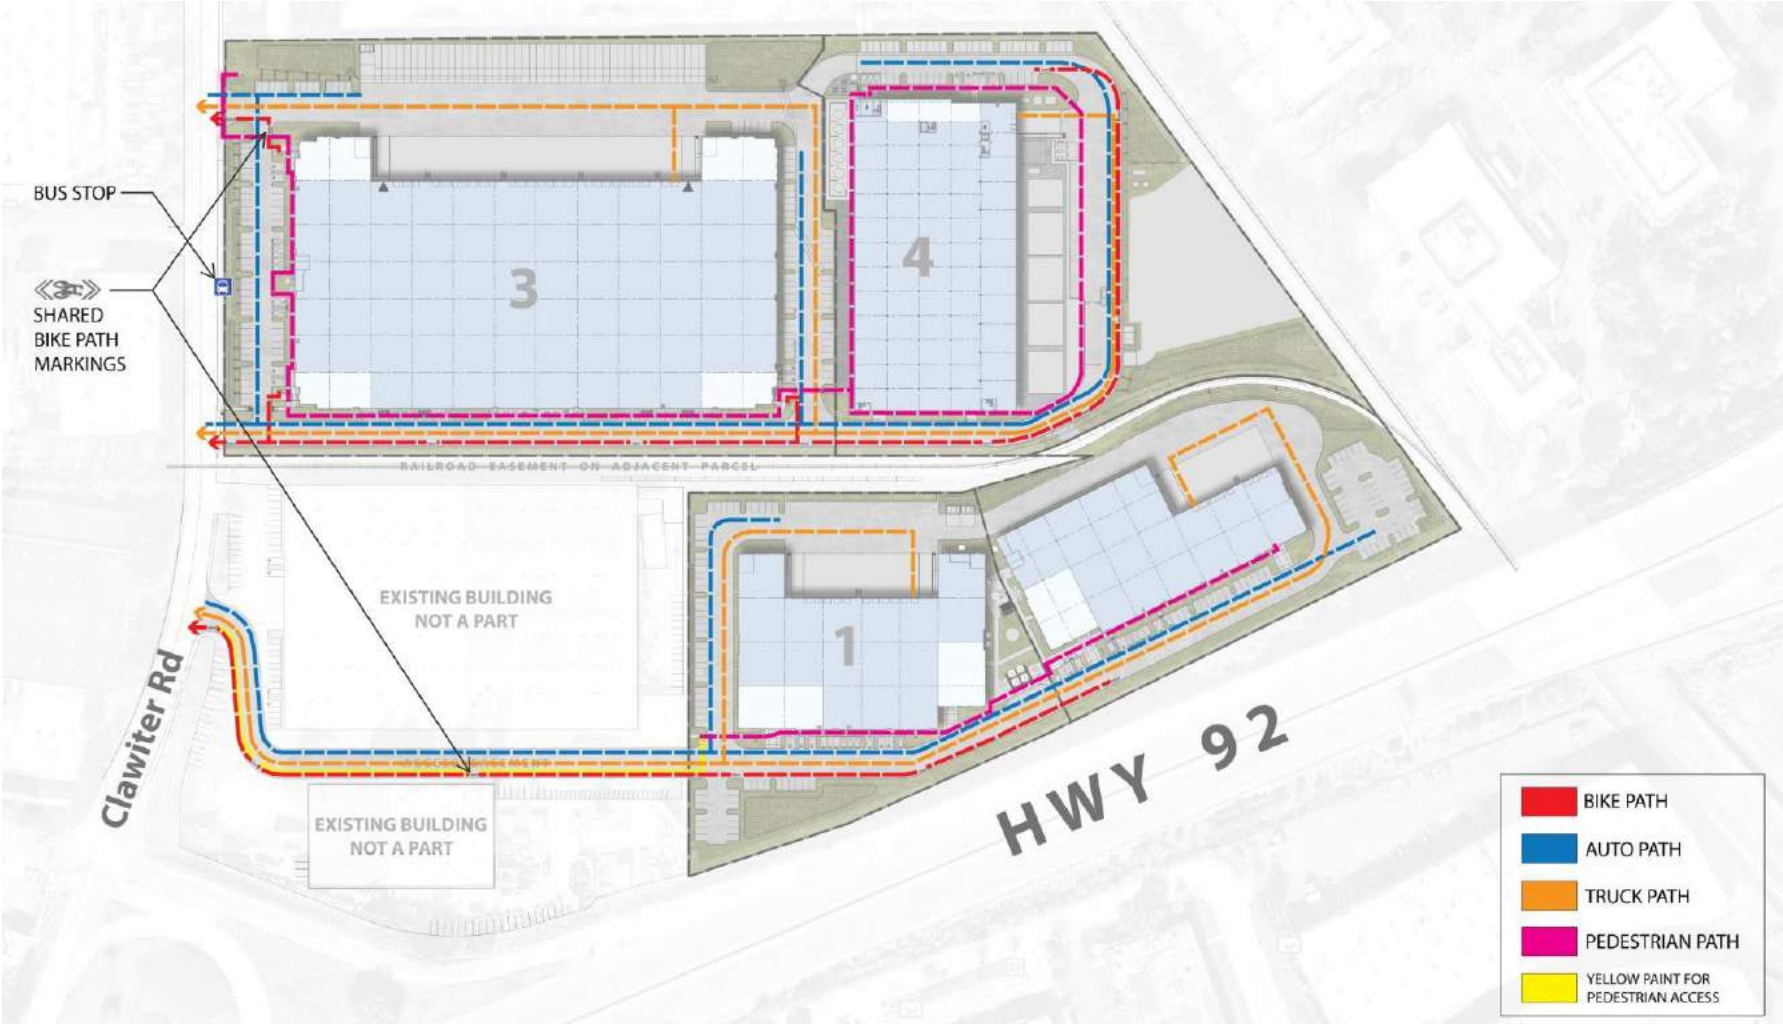 BUS STOP
SHARED
BIKE PATH
MARKINGS
3
4
RAILROAD EASEMENT ON ADJACENT PARCEL
EXISTING BUILDING
NOT A PART
1
Clawiter Rd
ACCESS EASEMENT
EXISTING BUILDING
NOT A PART
HWY 92
BIKE PATH
AUTO PATH
TRUCK PATH
PEDESTRIAN PATH
YELLOW PAINT FOR
PEDESTRIAN ACCESS